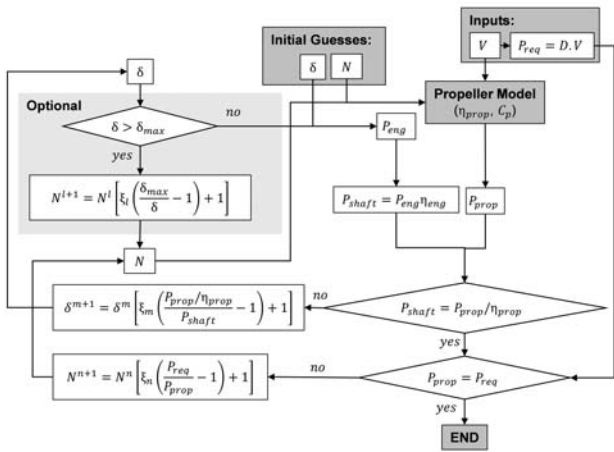 Inputs:
V
P_req = D.V
Initial Guesses:
δ
N
δ
Propeller Model
(η_prop, C_p)
Optional
δ > δ_max
no
yes
P_eng
N^{l+1} = N^l [ξ_l (δ_max/δ − 1) + 1]
P_shaft = P_eng η_eng
P_prop
N
δ^{m+1} = δ^m [ξ_m ((P_prop/η_prop)/P_shaft − 1) + 1]
no
P_shaft = P_prop/η_prop
yes
N^{n+1} = N^n [ξ_n (P_req/P_prop − 1) + 1]
no
P_prop = P_req
yes
END